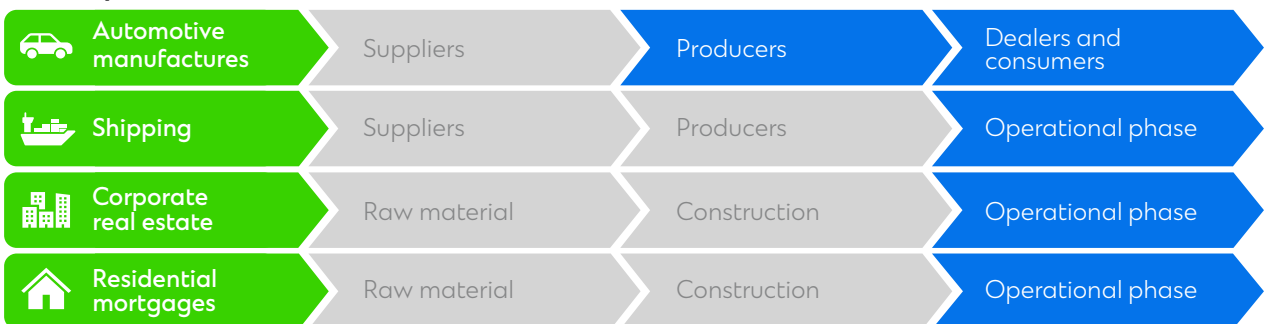 Automotive
manufactures
Suppliers
Producers
Dealers and
consumers
Shipping
Suppliers
Producers
Operational phase
Corporate
real estate
Raw material
Construction
Operational phase
Residential
mortgages
Raw material
Construction
Operational phase